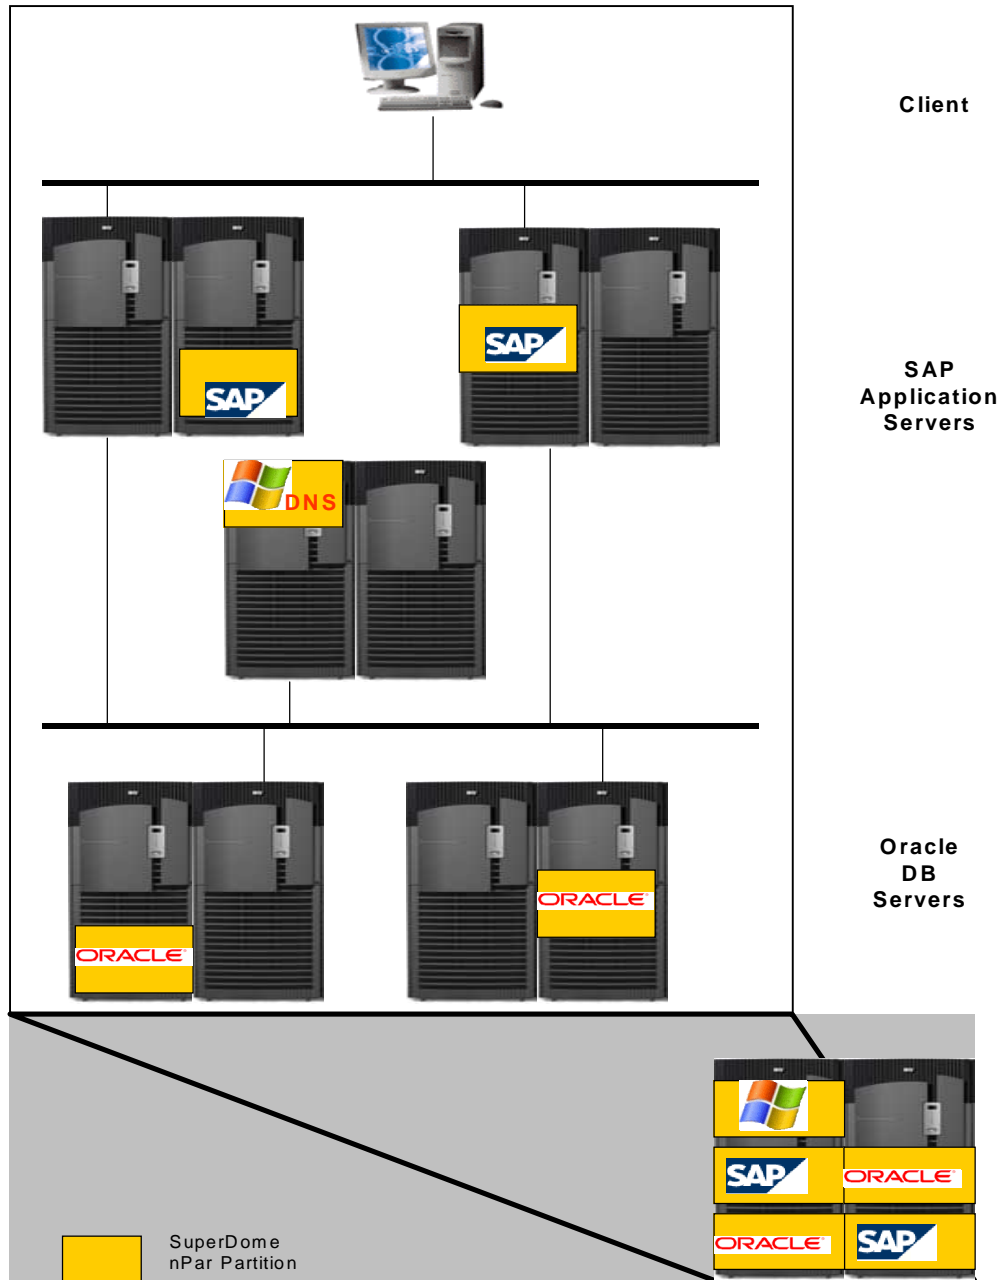 Client
SAP
SAP
SAP
Application
Servers
DNS
Oracle
DB
Servers
ORACLE
ORACLE
SAP
ORACLE
ORACLE
SAP
SuperDome
nPar Partition